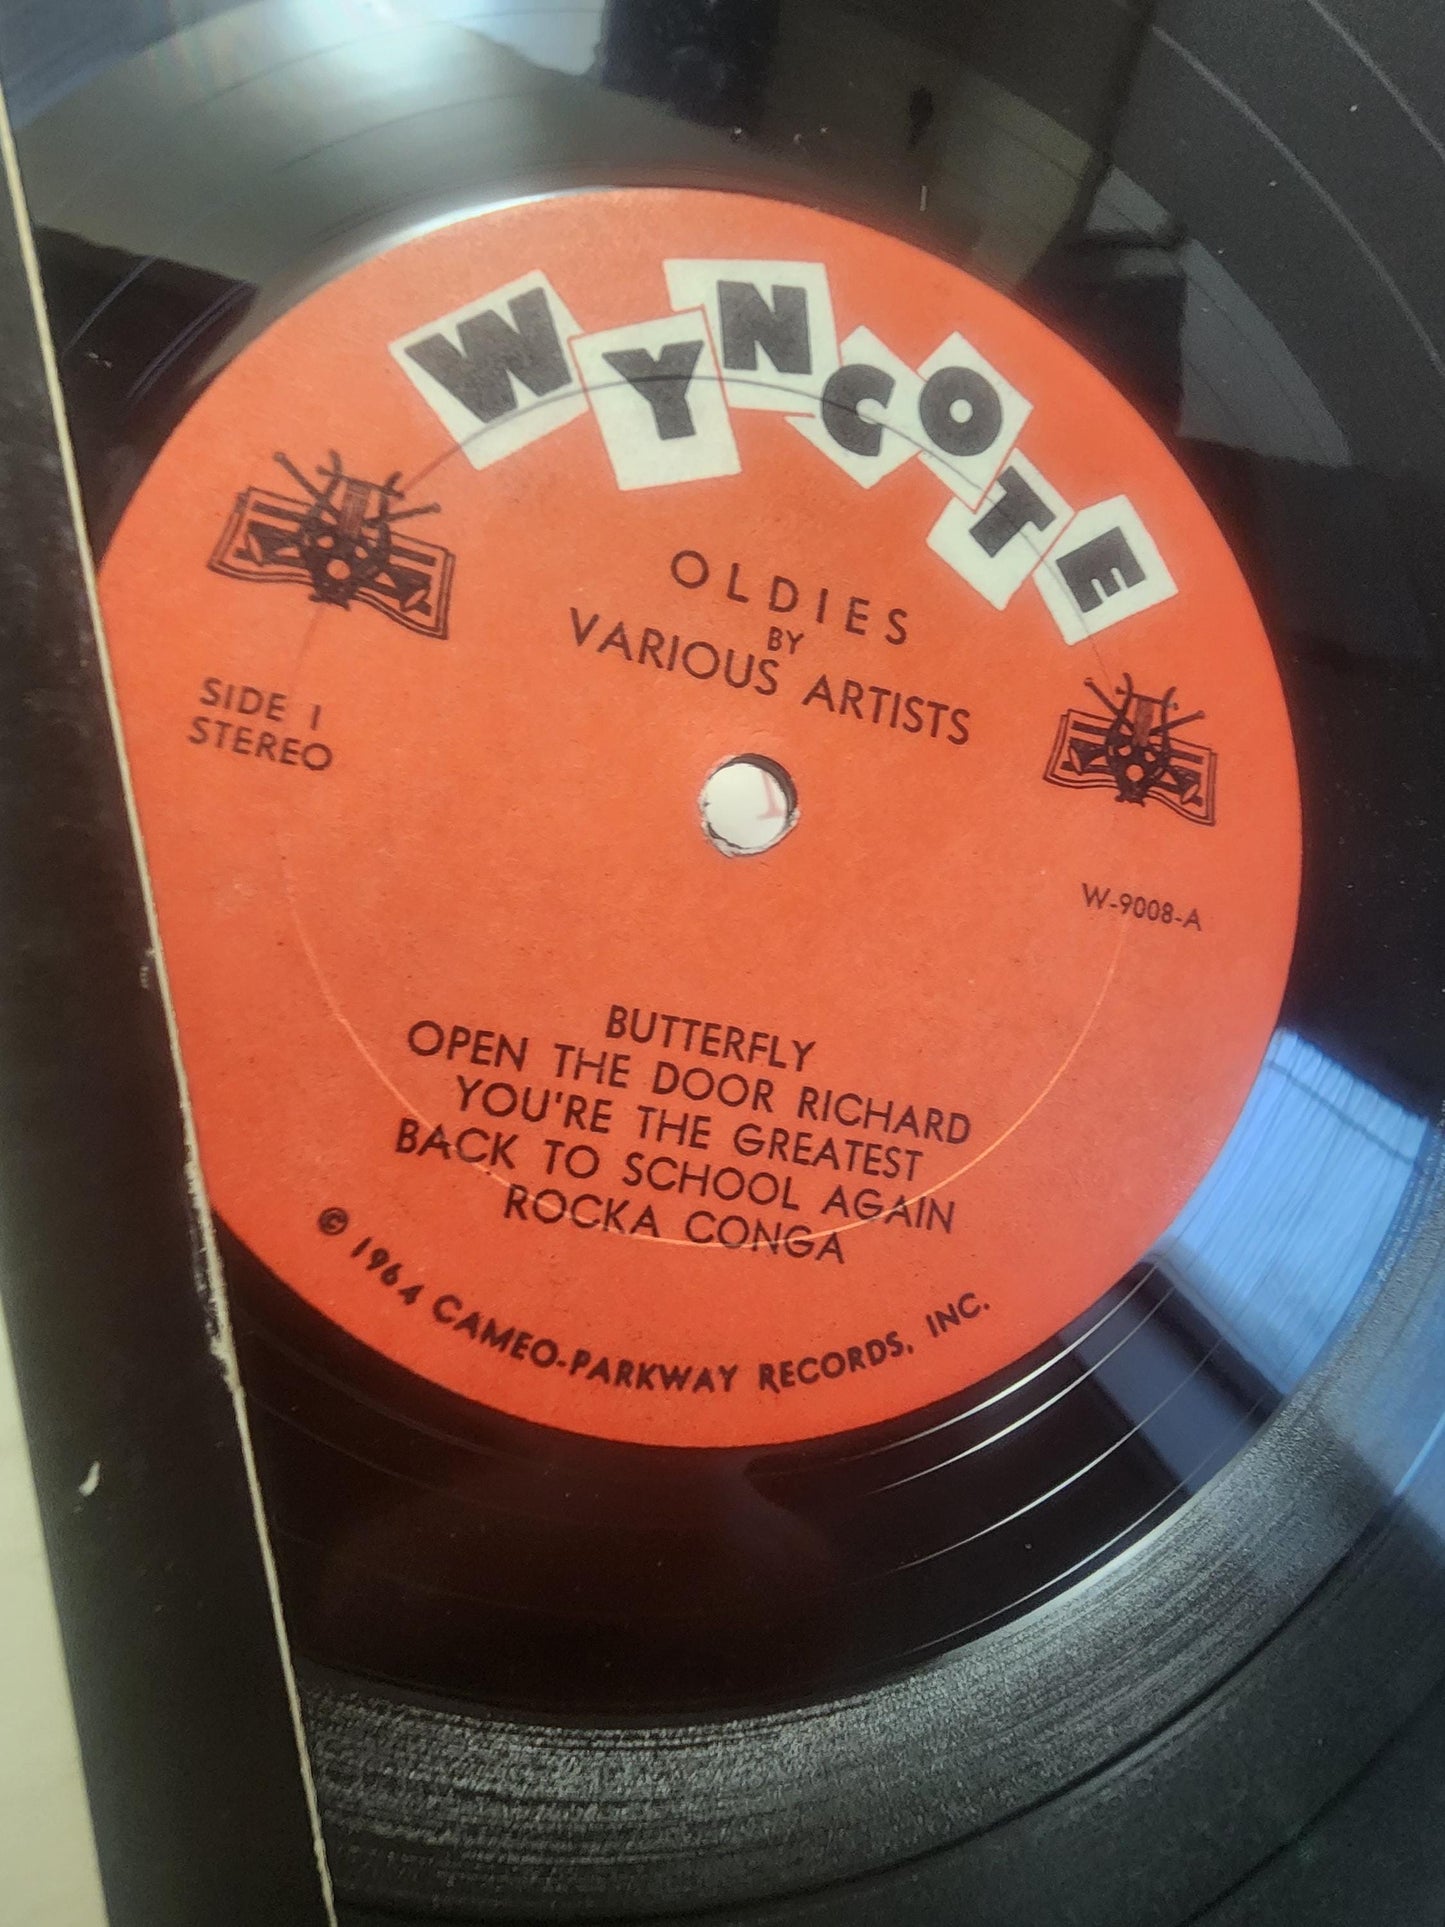 WYNCOTE
OLDIES
BY
VARIOUS ARTISTS
SIDE 1
STEREO
W-9008-A
BUTTERFLY
OPEN THE DOOR RICHARD
YOU'RE THE GREATEST
BACK TO SCHOOL AGAIN
ROCKA CONGA
© 1964 CAMEO-PARKWAY RECORDS, INC.